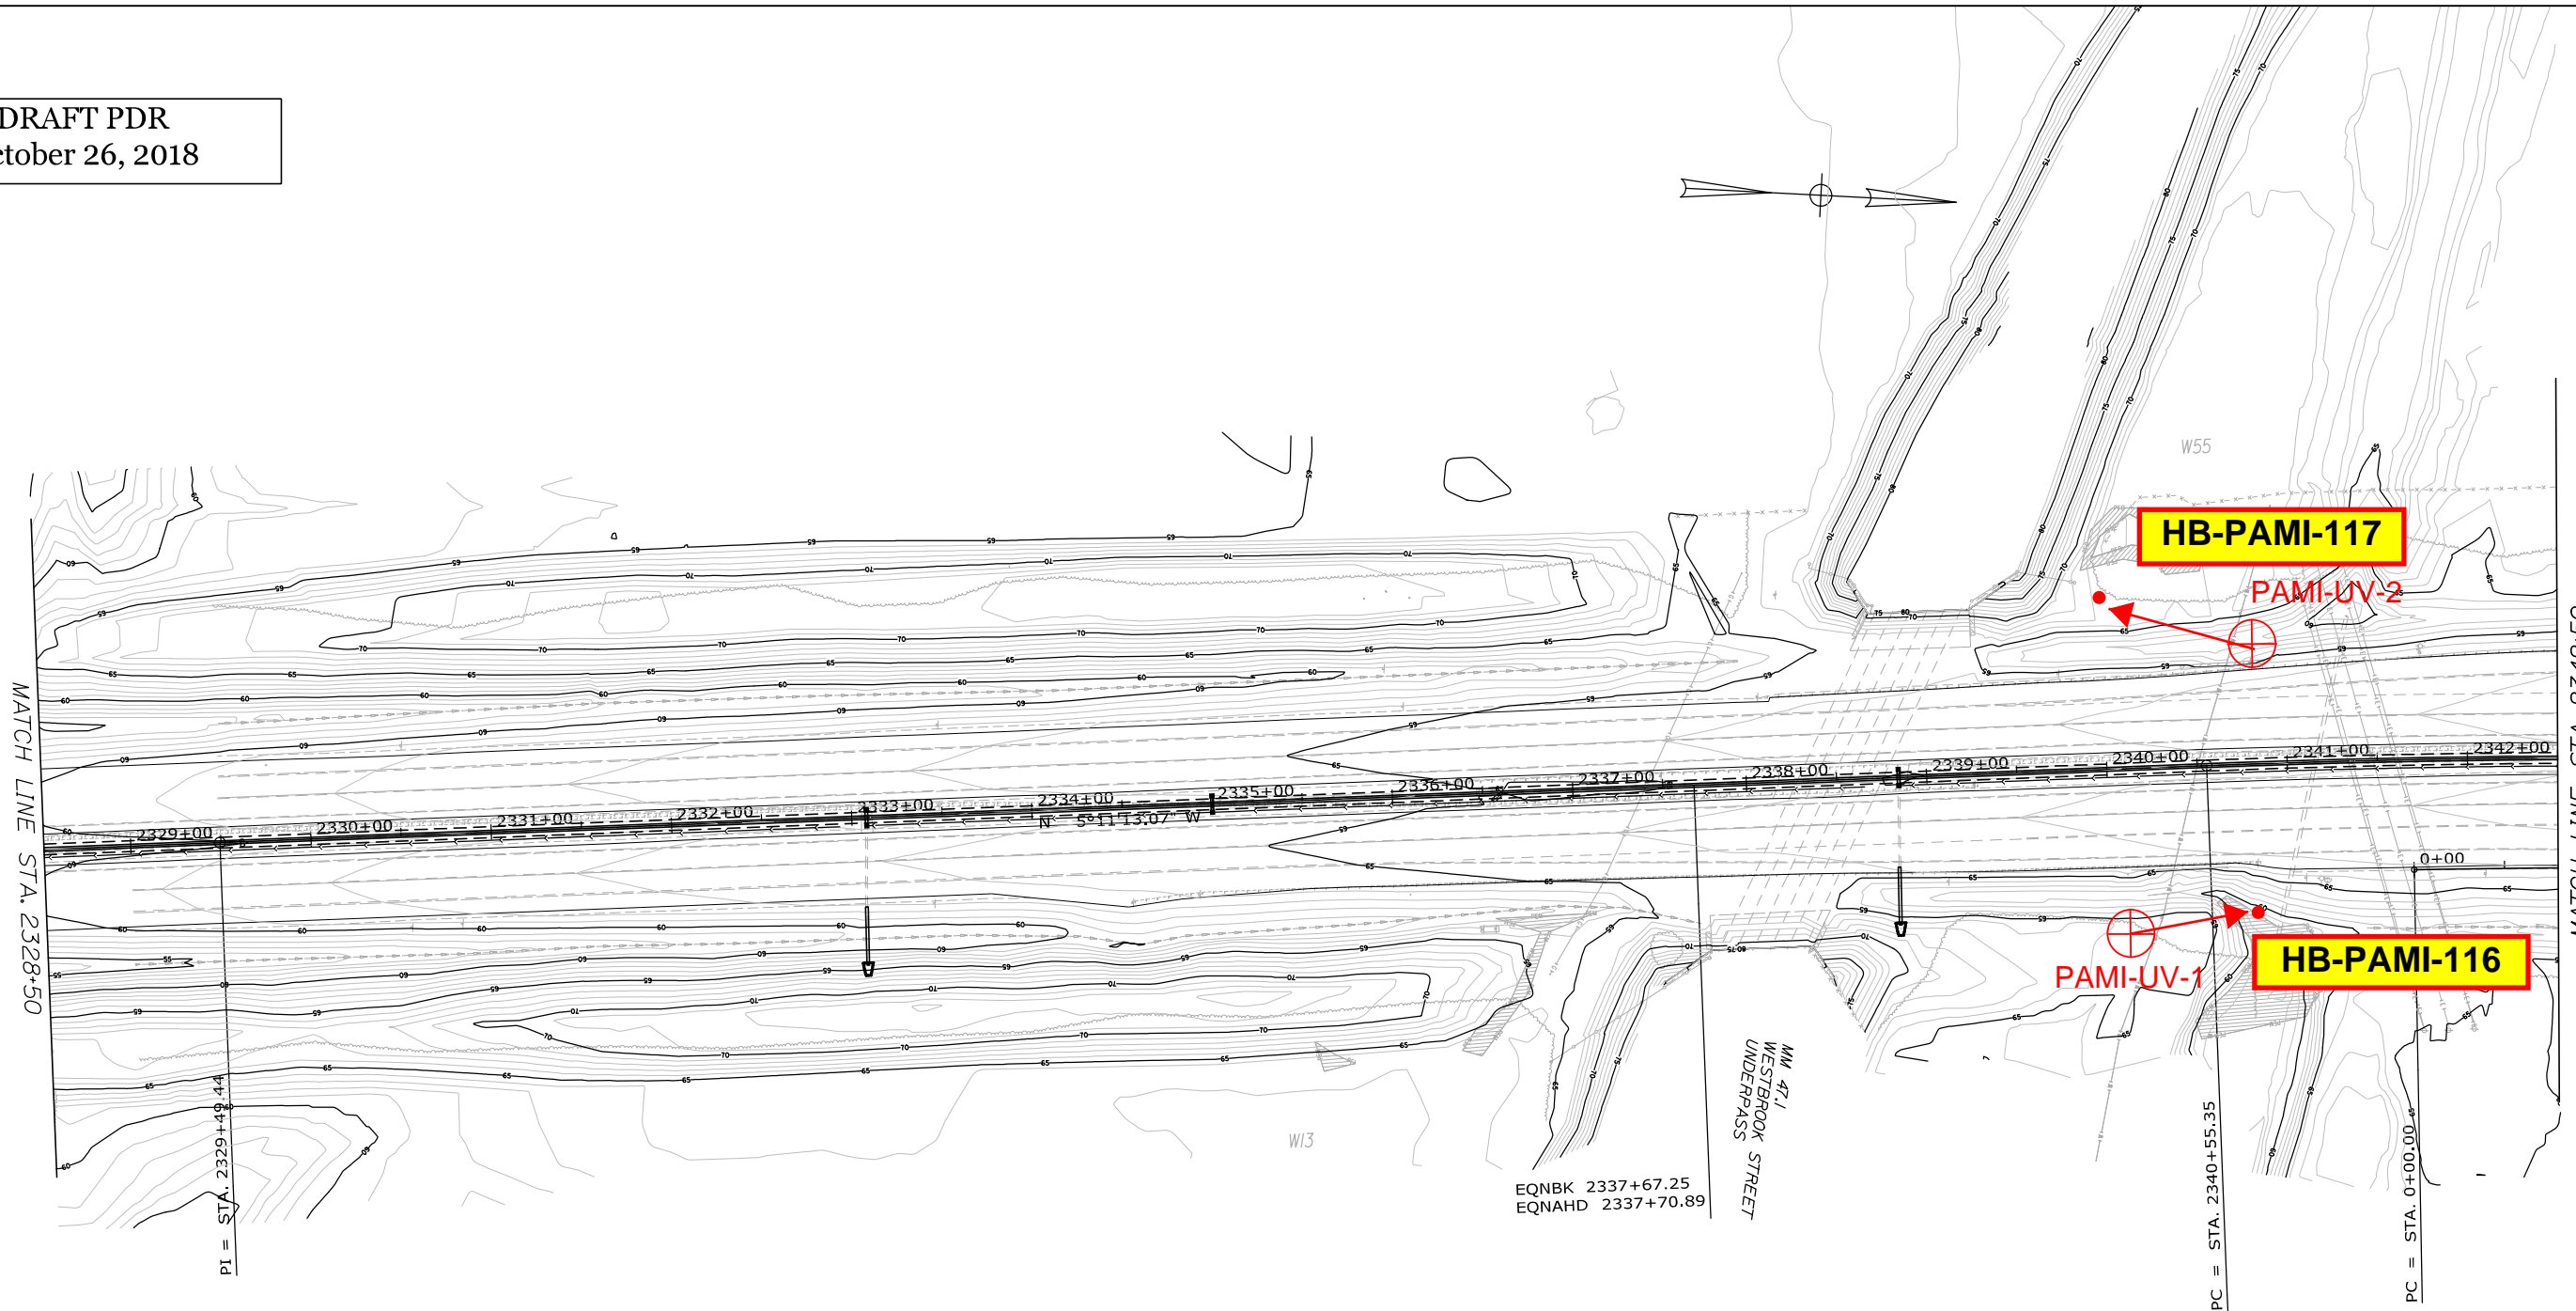 DRAFT PDR
ctober 26, 2018
W55
HB-PAMI-117
PAMI-UV-2
MATCH LINE STA. 2328+50
2329+00
2330+00
2331+00
2332+00
2333+00
2334+00
2335+00
2336+00
2337+00
2338+00
2339+00
2340+00
2341+00
2342+00
N 5°11'13.07" W
0+00
HB-PAMI-116
PAMI-UV-1
W13
MM 47.1
WESTBROOK STREET
UNDERPASS
EQNBK 2337+67.25
EQNAHD 2337+70.89
PI = STA. 2329+49.44
PC = STA. 2340+55.35
PC = STA. 0+00.00